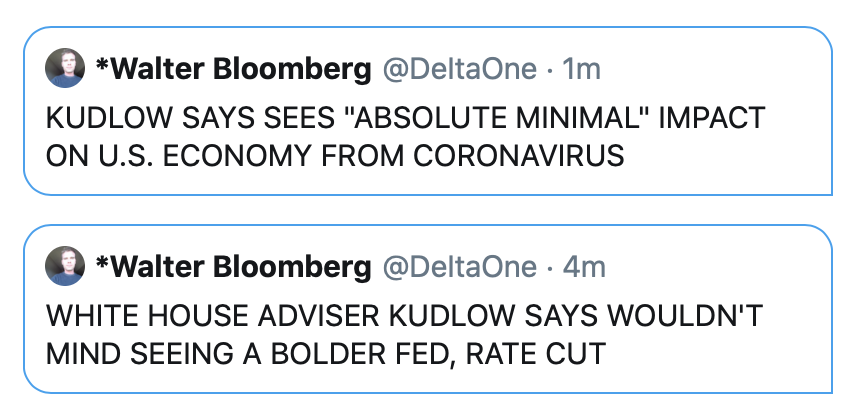 *Walter Bloomberg @DeltaOne · 1m
KUDLOW SAYS SEES "ABSOLUTE MINIMAL" IMPACT
ON U.S. ECONOMY FROM CORONAVIRUS
*Walter Bloomberg @DeltaOne · 4m
WHITE HOUSE ADVISER KUDLOW SAYS WOULDN'T
MIND SEEING A BOLDER FED, RATE CUT